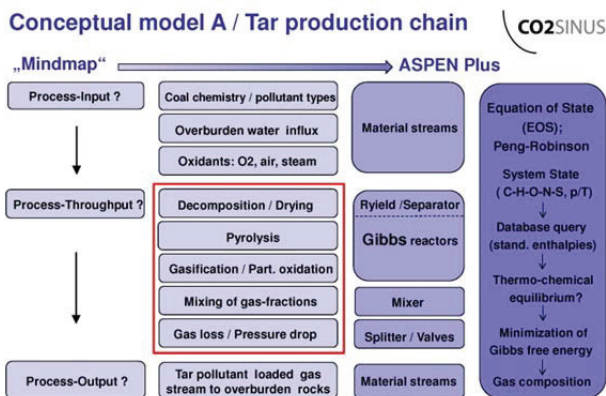 Conceptual model A / Tar production chain
CO2SINUS
„Mindmap“
ASPEN Plus
Process-Input ?
Coal chemistry / pollutant types
Overburden water influx
Oxidants: O2, air, steam
Material streams
Process-Throughput ?
Decomposition / Drying
Pyrolysis
Gasification / Part. oxidation
Mixing of gas-fractions
Gas loss / Pressure drop
Ryield /Separator
Gibbs reactors
Mixer
Splitter / Valves
Process-Output ?
Tar pollutant loaded gas
stream to overburden rocks
Material streams
Equation of State
(EOS);
Peng-Robinson
System State
( C-H-O-N-S, p/T)
Database query
(stand. enthalpies)
Thermo-chemical
equilibrium?
Minimization of
Gibbs free energy
Gas composition